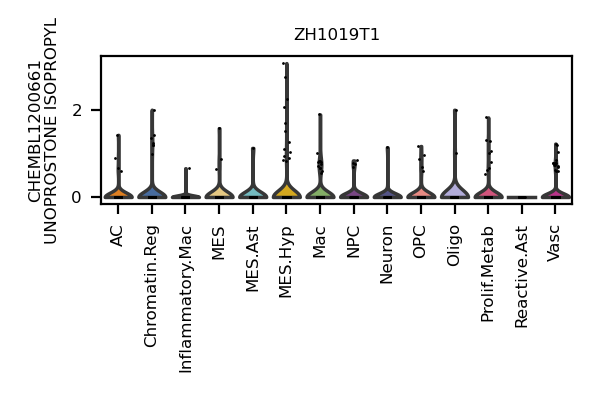 ZH1019T1
CHEMBL1200661
UNOPROSTONE ISOPROPYL
2
0
AC
Chromatin.Reg
Inflammatory.Mac
MES
MES.Ast
MES.Hyp
Mac
NPC
Neuron
OPC
Oligo
Prolif.Metab
Reactive.Ast
Vasc